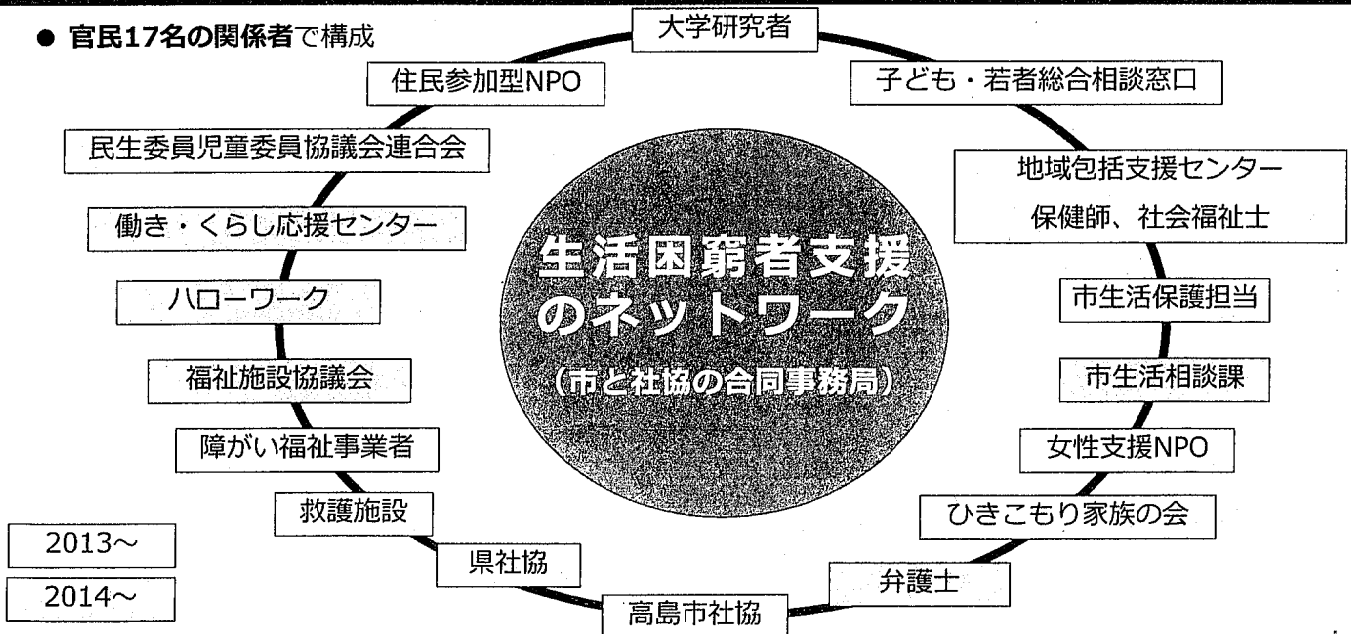 ● 官民17名の関係者で構成
大学研究者
子ども・若者総合相談窓口
地域包括支援センター
保健師、社会福祉士
市生活保護担当
市生活相談課
女性支援NPO
ひきこもり家族の会
弁護士
高島市社協
県社協
救護施設
障がい福祉事業者
福祉施設協議会
ハローワーク
働き・くらし応援センター
民生委員児童委員協議会連合会
住民参加型NPO
生活困窮者支援
のネットワーク
(市と社協の合同事務局)
2013～
2014～